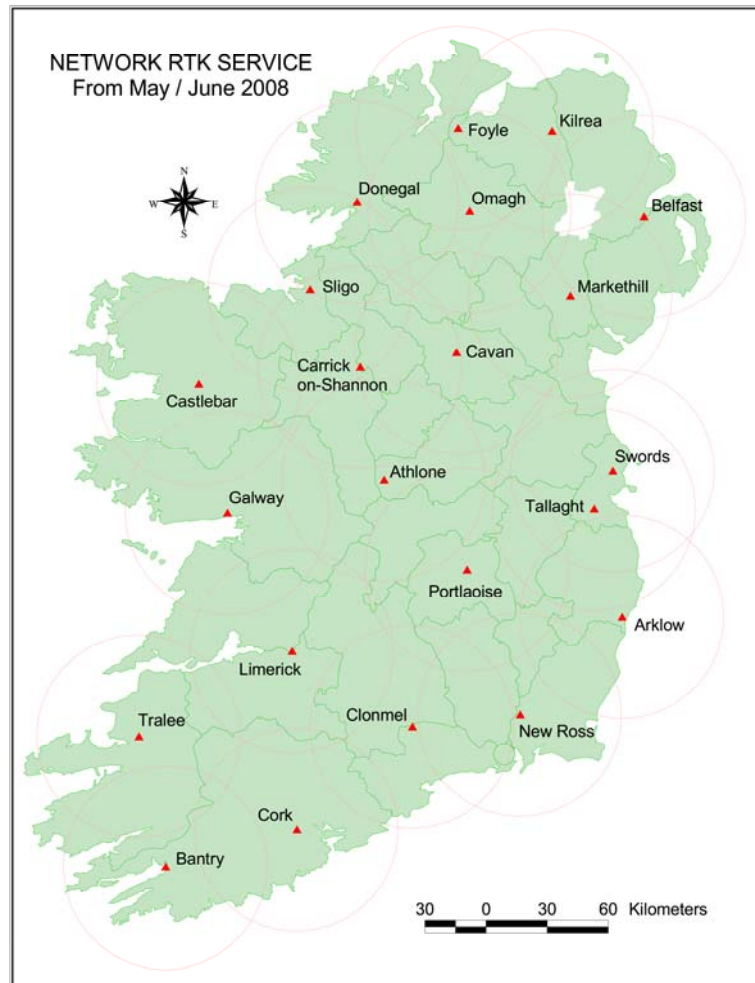 NETWORK RTK SERVICE
From May / June 2008
N
W E
S
Foyle
Kilrea
Donegal
Omagh
Belfast
Sligo
Markethill
Cavan
Carrick
on-Shannon
Castlebar
Athlone
Swords
Galway
Tallaght
Portlaoise
Arklow
Limerick
Tralee
Clonmel
New Ross
Cork
Bantry
30 0 30 60 Kilometers